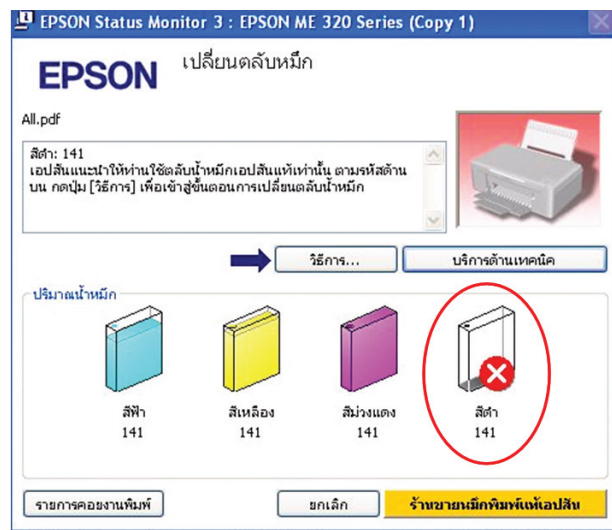 EPSON Status Monitor 3 : EPSON ME 320 Series (Copy 1)
EPSON
เปลี่ยนตลับหมึก
All.pdf
สีดำ: 141
เอปสันแนะนำให้ท่านใช้ตลับน้ำหมึกเอปสันแท้เท่านั้น ตามรหัสด้าน
บน กดปุ่ม [วิธีการ] เพื่อเข้าสู่ขั้นตอนการเปลี่ยนตลับน้ำหมึก
วิธีการ... บริการด้านเทคนิค
ปริมาณน้ำหมึก
สีฟ้า สีเหลือง สีม่วงแดง สีดำ
141 141 141 141
รายการคอยงานพิมพ์ ยกเลิก ร้านขายหมึกพิมพ์แท้เอปสัน